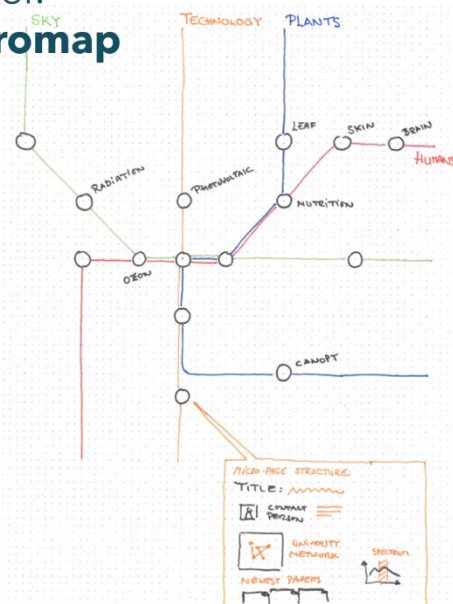 SKY
romap
TECHNOLOGY
PLANTS
LEAF
SKIN
BRAIN
HUMANS
RADIATION
PHOTOVOLTAIC
NUTRITION
OZON
CANOPY
MICRO-PAGE STRUCTURE:
TITLE:
CONTACT
PERSON
NETWORK
NEWEST PAPERS